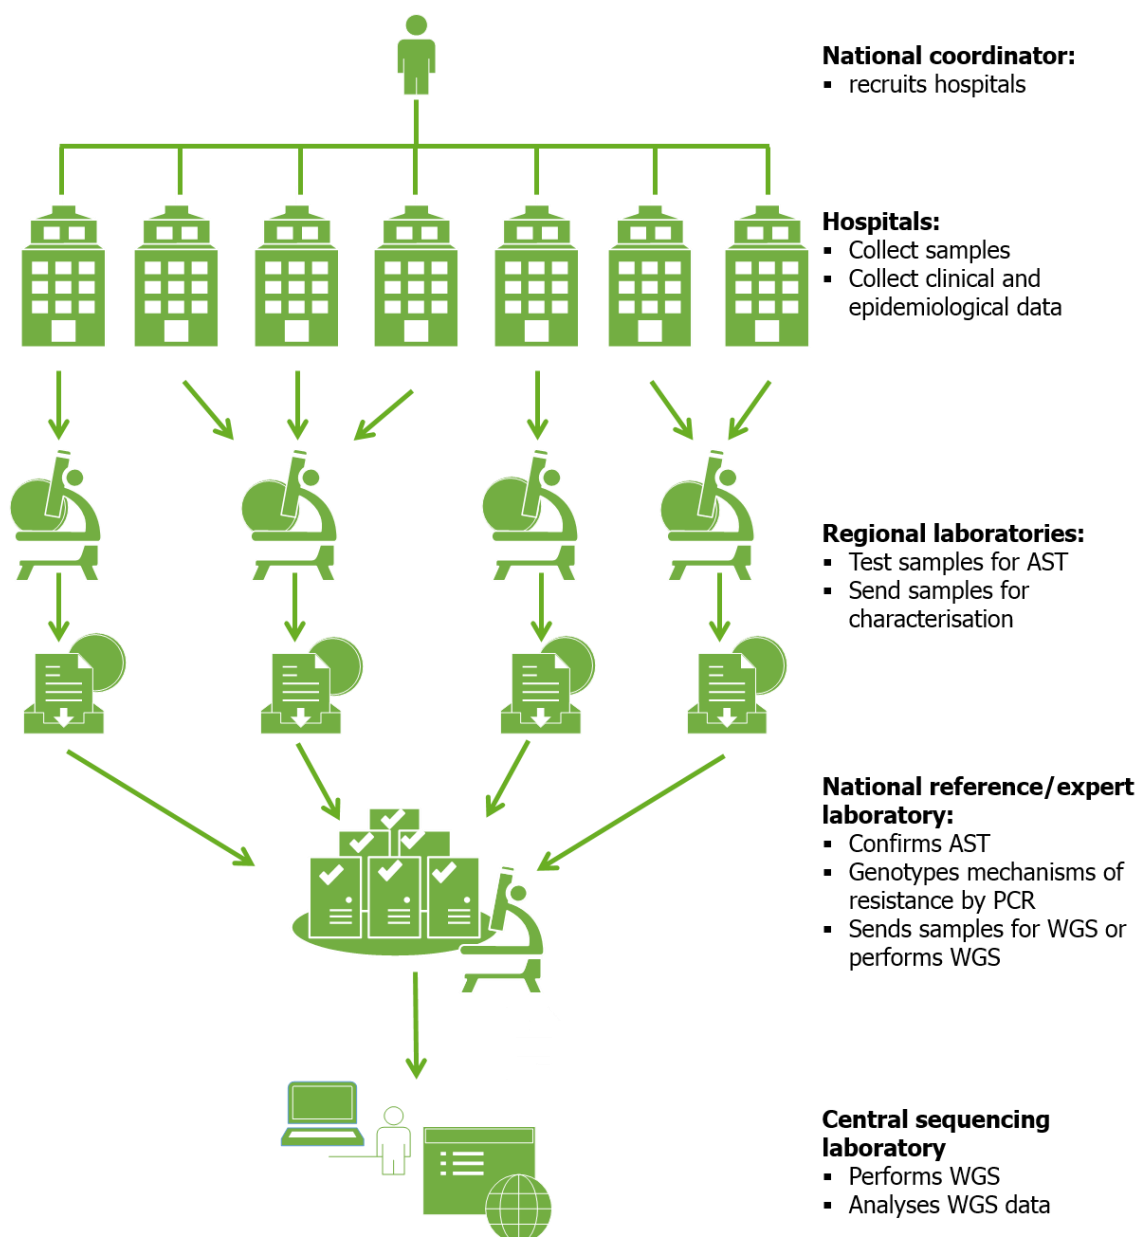 National coordinator:
▪ recruits hospitals
Hospitals:
▪ Collect samples
▪ Collect clinical and
epidemiological data
Regional laboratories:
▪ Test samples for AST
▪ Send samples for
characterisation
National reference/expert
laboratory:
▪ Confirms AST
▪ Genotypes mechanisms of
resistance by PCR
▪ Sends samples for WGS or
performs WGS
Central sequencing
laboratory
▪ Performs WGS
▪ Analyses WGS data